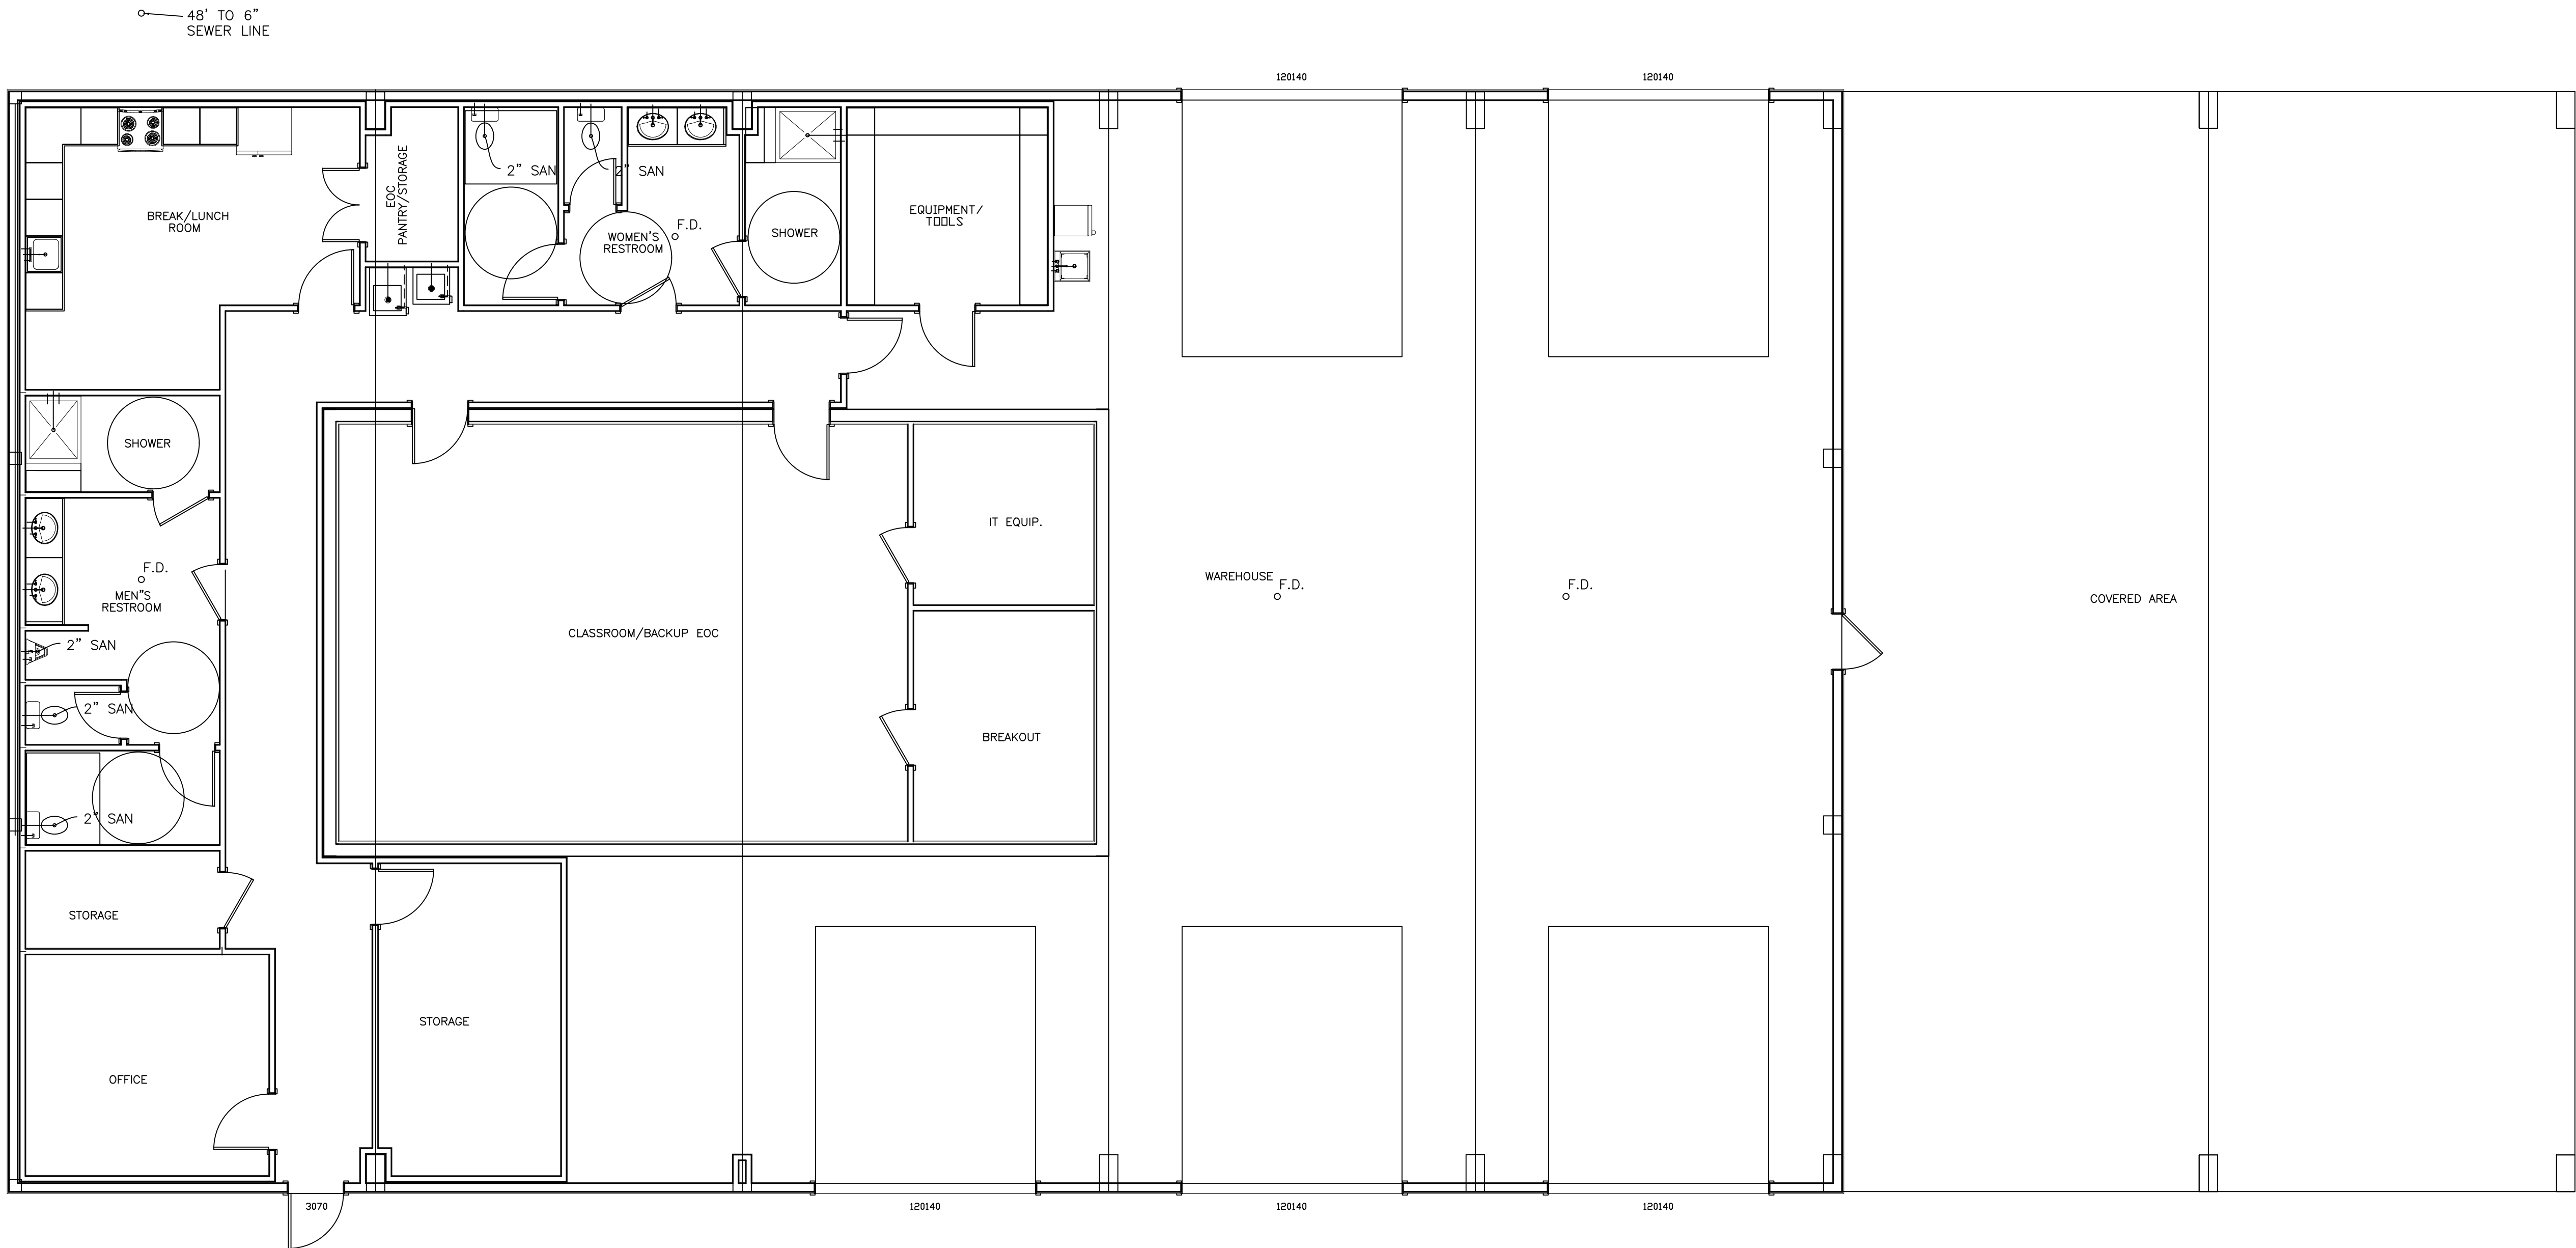 48' TO 6"
SEWER LINE
120140
120140
BREAK/LUNCH
ROOM
EOC
PANTRY/STORAGE
2" SAN
2" SAN
WOMEN'S
RESTROOM
F.D.
SHOWER
EQUIPMENT/
TOOLS
SHOWER
F.D.
MEN"S
RESTROOM
2" SAN
2" SAN
2" SAN
STORAGE
OFFICE
STORAGE
CLASSROOM/BACKUP EOC
IT EQUIP.
BREAKOUT
WAREHOUSE
F.D.
F.D.
COVERED AREA
3070
120140
120140
120140